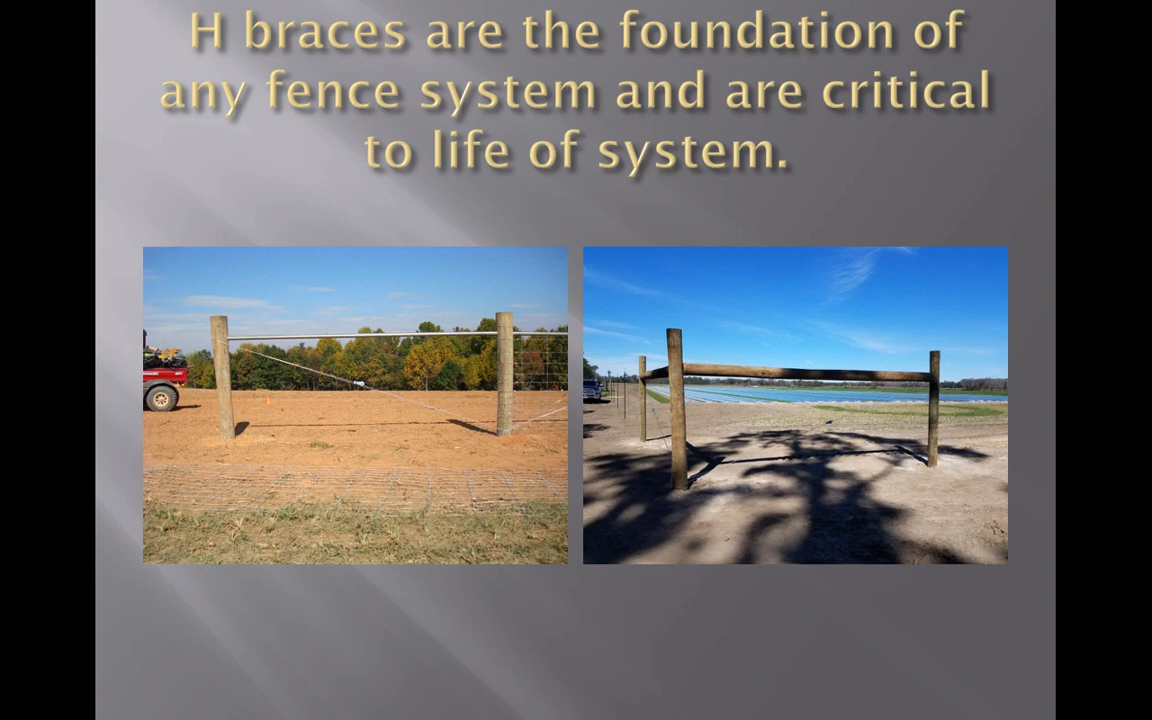 H braces are the foundation of
any fence system and are critical
to life of system.